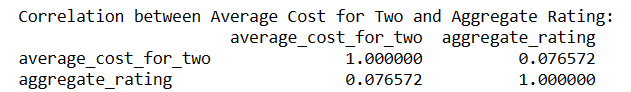 Correlation between Average Cost for Two and Aggregate Rating:
average_cost_for_two aggregate_rating
average_cost_for_two 1.000000 0.076572
aggregate_rating 0.076572 1.000000